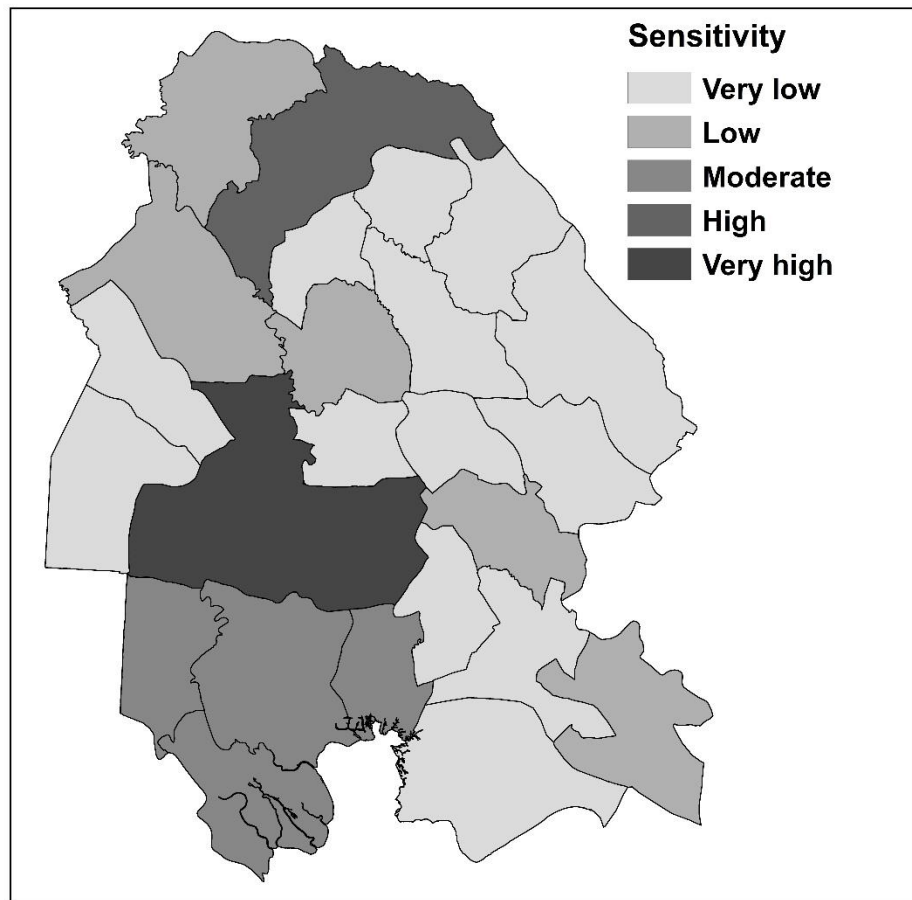 Sensitivity
Very low
Low
Moderate
High
Very high